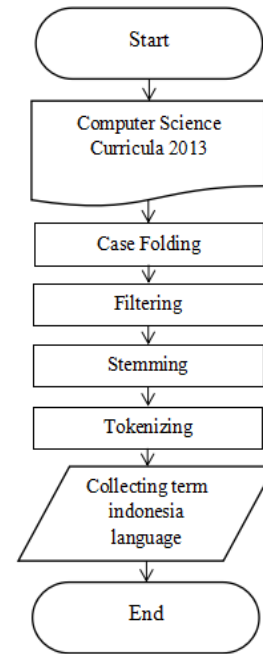 Start
Computer Science
Curricula 2013
Case Folding
Filtering
Stemming
Tokenizing
Collecting term
indonesia
language
End